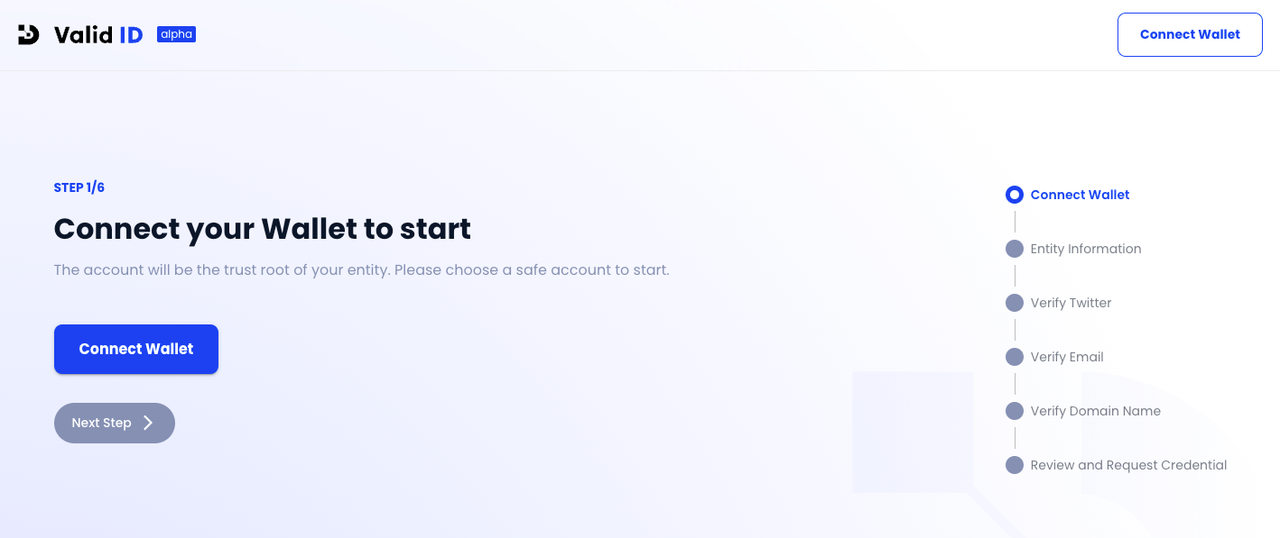 Valid ID alpha
Connect Wallet
STEP 1/6
Connect your Wallet to start
The account will be the trust root of your entity. Please choose a safe account to start.
Connect Wallet
Next Step
Connect Wallet
Entity Information
Verify Twitter
Verify Email
Verify Domain Name
Review and Request Credential